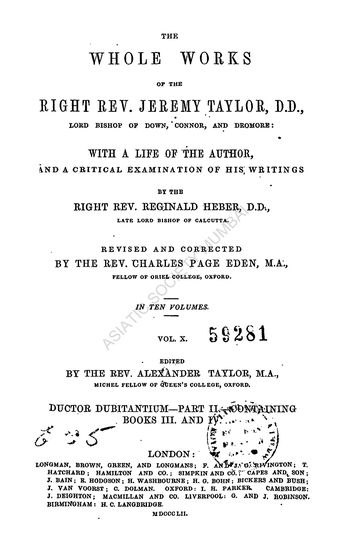 THE
WHOLE WORKS
OF THE
RIGHT REV. JEREMY TAYLOR, D.D.,
LORD BISHOP OF DOWN, CONNOR, AND DROMORE:
WITH A LIFE OF THE AUTHOR,
AND A CRITICAL EXAMINATION OF HIS WRITINGS
BY THE
RIGHT REV. REGINALD HEBER, D.D.,
LATE LORD BISHOP OF CALCUTTA.
REVISED AND CORRECTED
BY THE REV. CHARLES PAGE EDEN, M.A.,
FELLOW OF ORIEL COLLEGE, OXFORD.
IN TEN VOLUMES.
VOL. X.
59281
EDITED
BY THE REV. ALEXANDER TAYLOR, M.A.,
MICHEL FELLOW OF QUEEN'S COLLEGE, OXFORD.
DUCTOR DUBITANTIUM—PART II. CONTAINING
BOOKS III. AND IV.
LONDON:
LONGMAN, BROWN, GREEN, AND LONGMANS; F. AND J. RIVINGTON; T.
HATCHARD; HAMILTON AND CO.; SIMPKIN AND CO.; CAPES AND SON;
J. BAIN; E. HODGSON; H. WASHBOURNE; H. G. BOHN; BICKERS AND BUSH;
J. VAN VOORST; C. DOLMAN. OXFORD: I. H. PARKER. CAMBRIDGE:
J. DEIGHTON; MACMILLAN AND CO. LIVERPOOL: G. AND J. ROBINSON.
BIRMINGHAM: H. C. LANGBRIDGE.
MDCCCLII.
ASIATIC SOCIETY MUMBAI